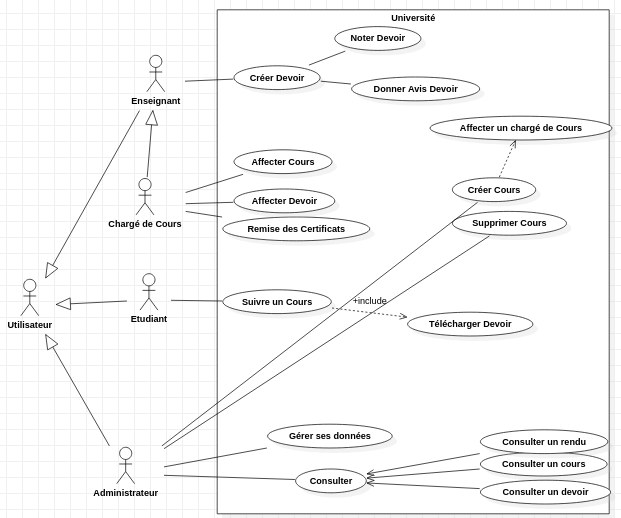 Université
Noter Devoir
Créer Devoir
Donner Avis Devoir
Enseignant
Affecter un chargé de Cours
Affecter Cours
Créer Cours
Affecter Devoir
Chargé de Cours
Supprimer Cours
Remise des Certificats
Suivre un Cours
+include
Etudiant
Utilisateur
Télécharger Devoir
Gérer ses données
Consulter un rendu
Consulter un cours
Consulter
Administrateur
Consulter un devoir